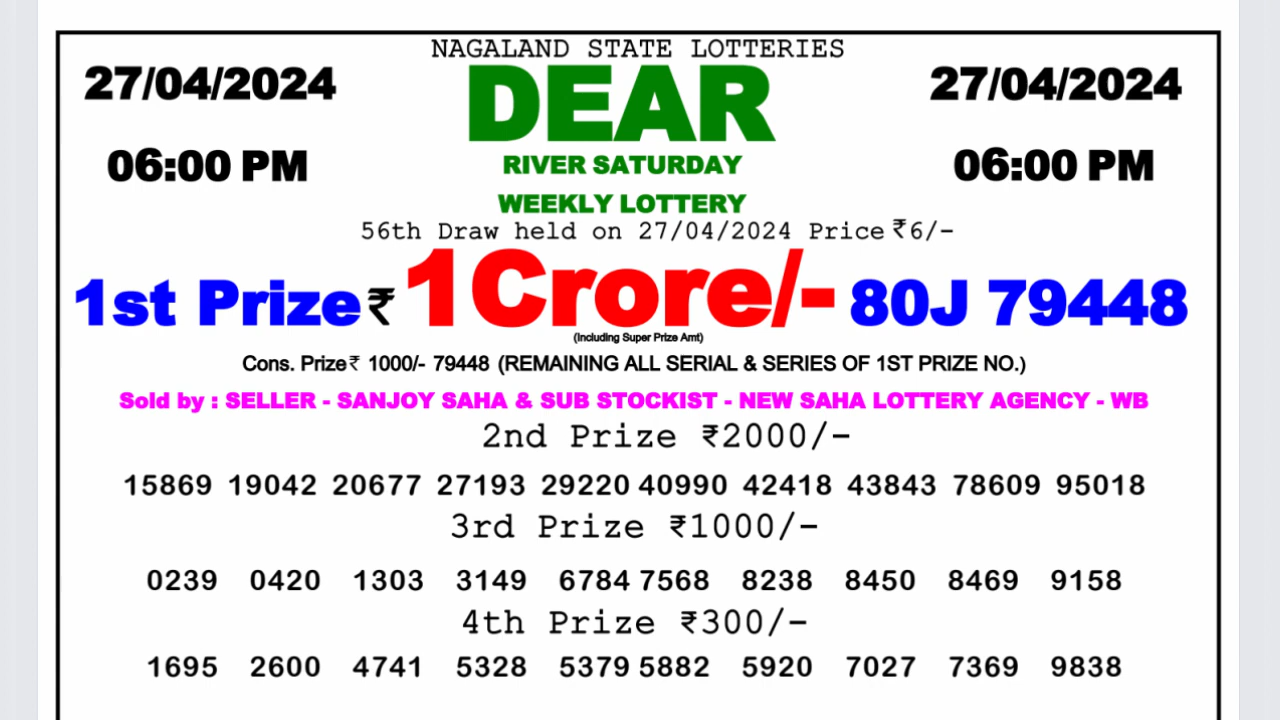 NAGALAND STATE LOTTERIES
27/04/2024 DEAR 27/04/2024
06:00 PM RIVER SATURDAY 06:00 PM
WEEKLY LOTTERY
56th Draw held on 27/04/2024 Price ₹6/-
1st Prize ₹ 1Crore/- 80J 79448
(Including Super Prize Amt)
Cons. Prize ₹ 1000/- 79448 (REMAINING ALL SERIAL & SERIES OF 1ST PRIZE NO.)
Sold by : SELLER - SANJOY SAHA & SUB STOCKIST - NEW SAHA LOTTERY AGENCY - WB
2nd Prize ₹2000/-
15869 19042 20677 27193 29220 40990 42418 43843 78609 95018
3rd Prize ₹1000/-
0239 0420 1303 3149 6784 7568 8238 8450 8469 9158
4th Prize ₹300/-
1695 2600 4741 5328 5379 5882 5920 7027 7369 9838